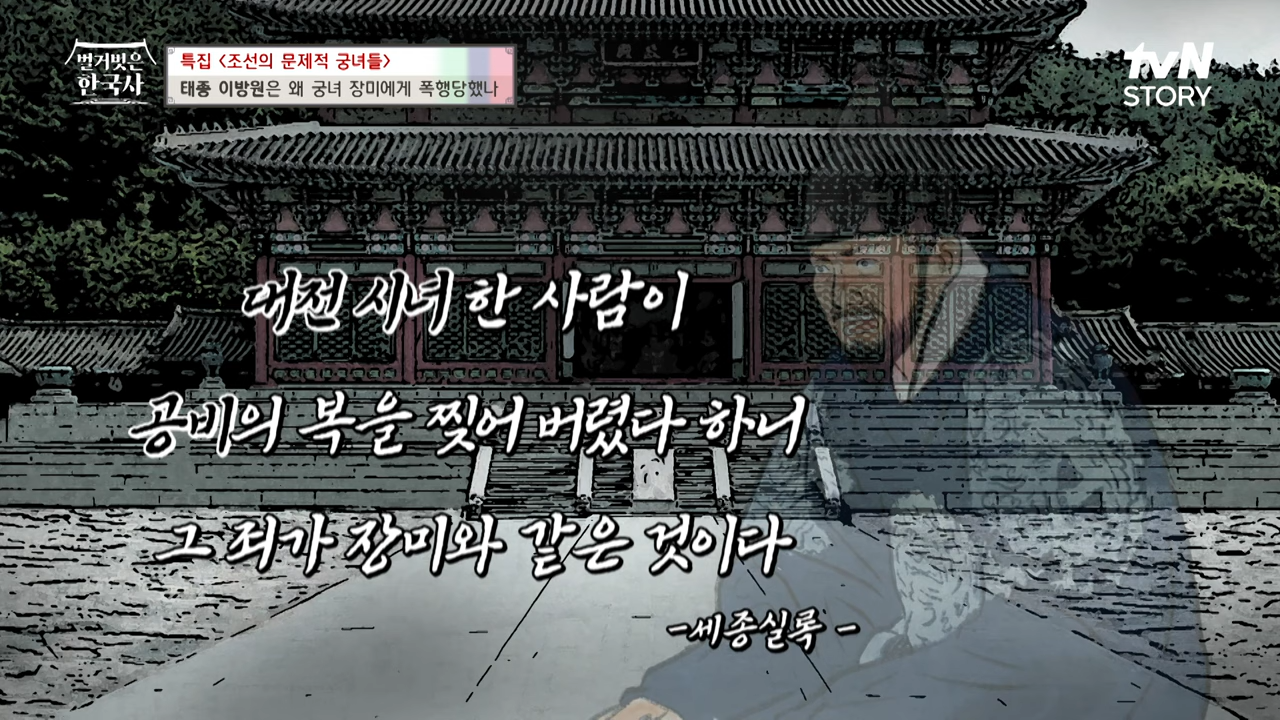 벌거벗은
한국사
특집 <조선의 문제적 궁녀들>
태종 이방원은 왜 궁녀 장미에게 폭행당했나
tvN
STORY
대전 시녀 한 사람이
공비의 복을 찢어 버렸다 하니
그 죄가 장미와 같은 것이다
-세종실록-